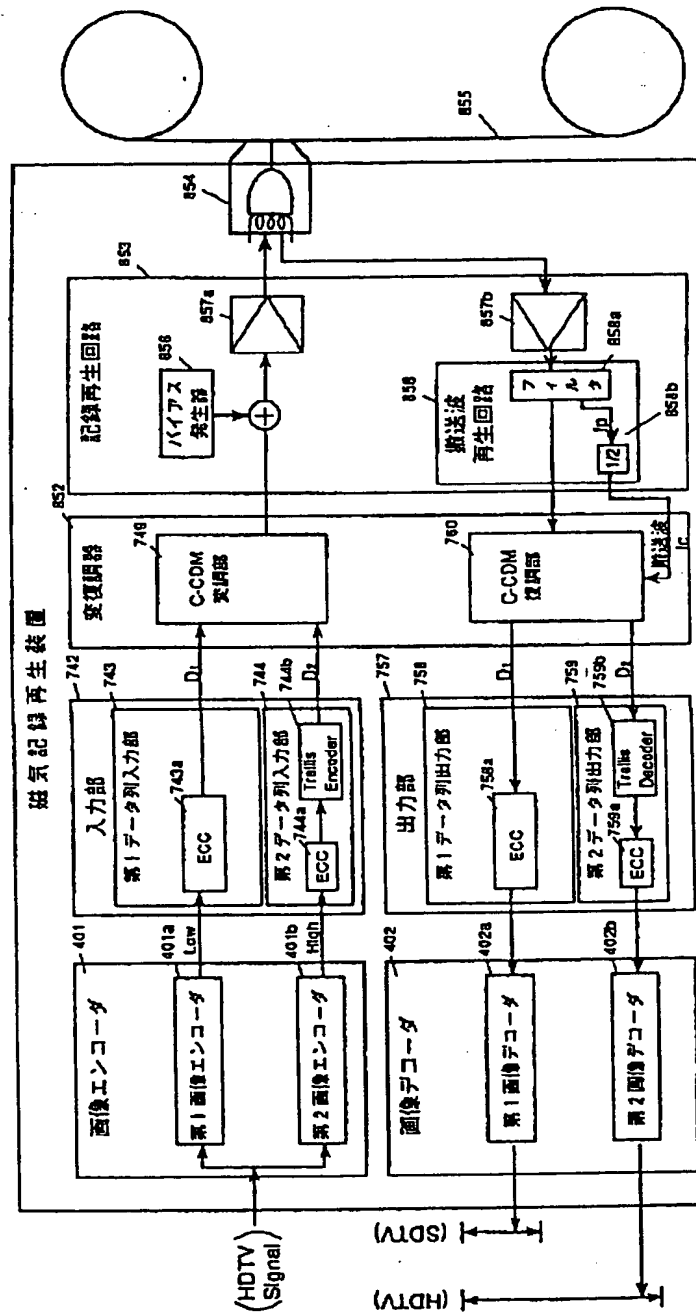 磁気記録再生装置
(HDTV Signal)
401
画像エンコーダ
401a
第1画像エンコーダ
Low
401b
第2画像エンコーダ
High
742
入力部
743
第1データ列入力部
743a
ECC
D1
744
第2データ列入力部
744a
ECC
744b
Trellis
Encoder
D2
852
変復調器
749
C-CDM
変調部
853
記録再生回路
856
バイアス
発生器
857a
854
855
857b
858
搬送波
再生回路
フィルタ
858a
fp
1/2
858b
搬送波
fc
760
C-CDM
復調部
757
出力部
758
第1データ列出力部
D1
758a
ECC
759
第2データ列出力部
D2
759b
Trellis
Decoder
759a
ECC
402
画像デコーダ
402a
第1画像デコーダ
402b
第2画像デコーダ
(SDTV)
(HDTV)